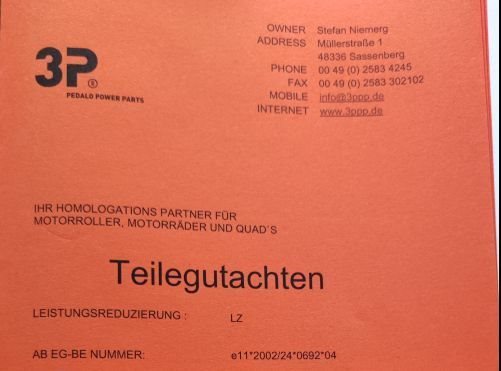 3P®
PEDALO POWER PARTS
OWNER Stefan Niemerg
ADDRESS Müllerstraße 1
48336 Sassenberg
PHONE 00 49 (0) 2583 4245
FAX 00 49 (0) 2583 302102
MOBILE info@3ppp.de
INTERNET www.3ppp.de
IHR HOMOLOGATIONS PARTNER FÜR
MOTORROLLER, MOTORRÄDER UND QUAD´S
Teilegutachten
LEISTUNGSREDUZIERUNG : LZ
AB EG-BE NUMMER: e11*2002/24*0692*04